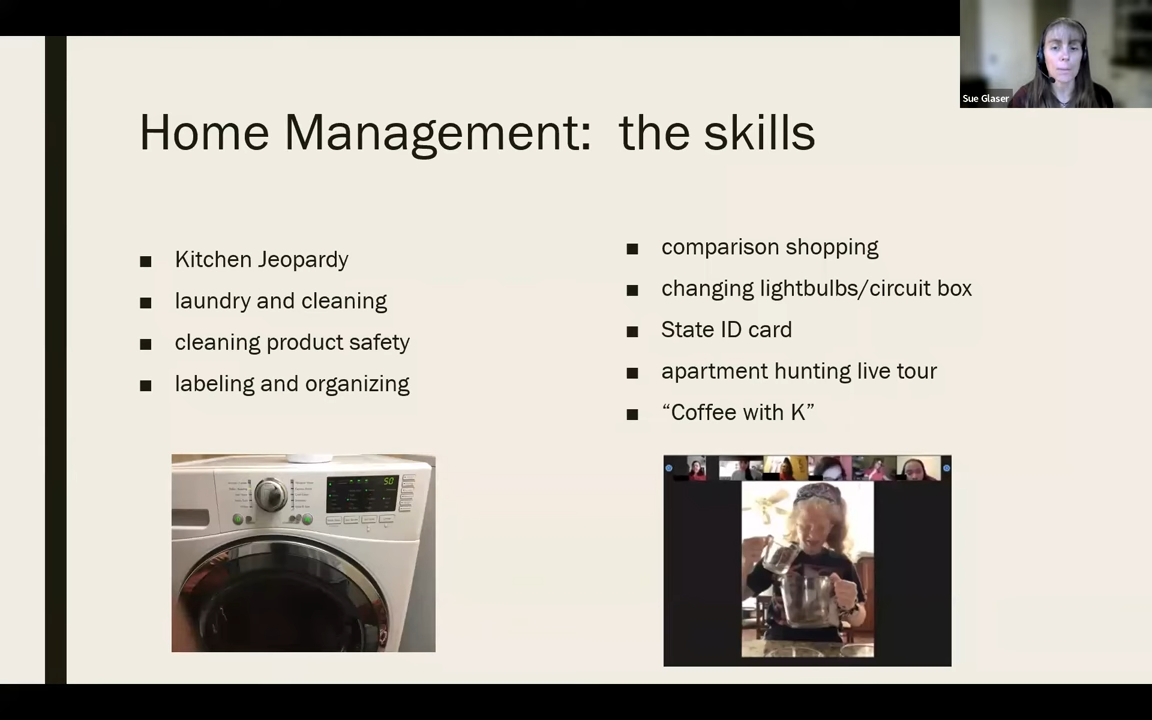 Sue Glaser
Home Management:  the skills
■ Kitchen Jeopardy
■ laundry and cleaning
■ cleaning product safety
■ labeling and organizing
■ comparison shopping
■ changing lightbulbs/circuit box
■ State ID card
■ apartment hunting live tour
■ “Coffee with K”
50